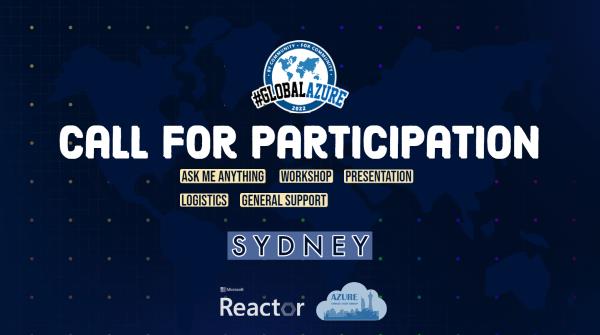 BY COMMUNITY • FOR COMMUNITY
#GLOBALAZURE
2022
CALL FOR PARTICIPATION
ASK ME ANYTHING WORKSHOP PRESENTATION
LOGISTICS GENERAL SUPPORT
SYDNEY
Microsoft
Reactor
AZURE